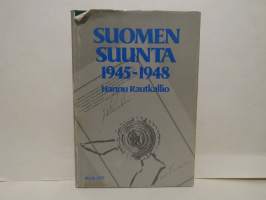 SUOMEN
SUUNTA
1945-1948
Hannu Rautkallio